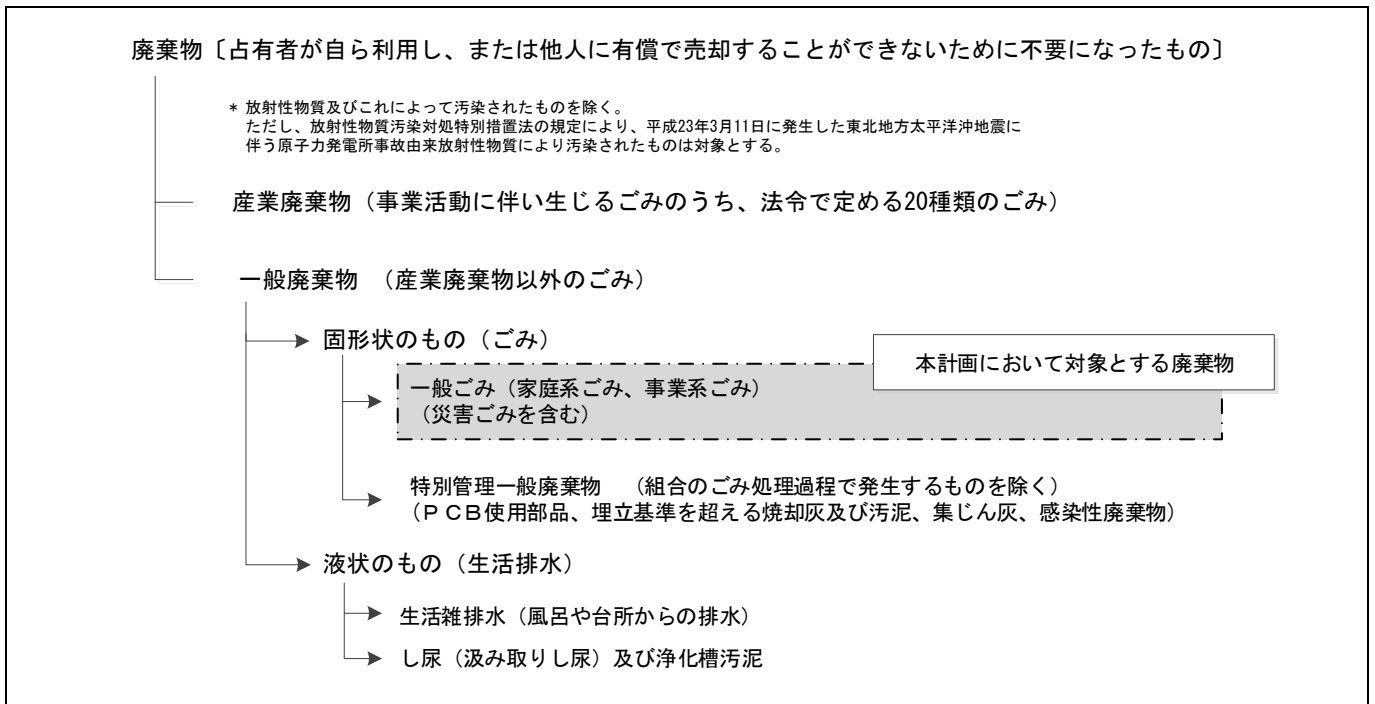 廃棄物〔占有者が自ら利用し、または他人に有償で売却することができないために不要になったもの〕
* 放射性物質及びこれによって汚染されたものを除く。
ただし、放射性物質汚染対処特別措置法の規定により、平成23年3月11日に発生した東北地方太平洋沖地震に
伴う原子力発電所事故由来放射性物質により汚染されたものは対象とする。
産業廃棄物（事業活動に伴い生じるごみのうち、法令で定める20種類のごみ）
一般廃棄物　（産業廃棄物以外のごみ）
固形状のもの（ごみ）
本計画において対象とする廃棄物
一般ごみ（家庭系ごみ、事業系ごみ）
（災害ごみを含む）
特別管理一般廃棄物　（組合のごみ処理過程で発生するものを除く）
（ＰＣＢ使用部品、埋立基準を超える焼却灰及び汚泥、集じん灰、感染性廃棄物）
液状のもの（生活排水）
生活雑排水（風呂や台所からの排水）
し尿（汲み取りし尿）及び浄化槽汚泥